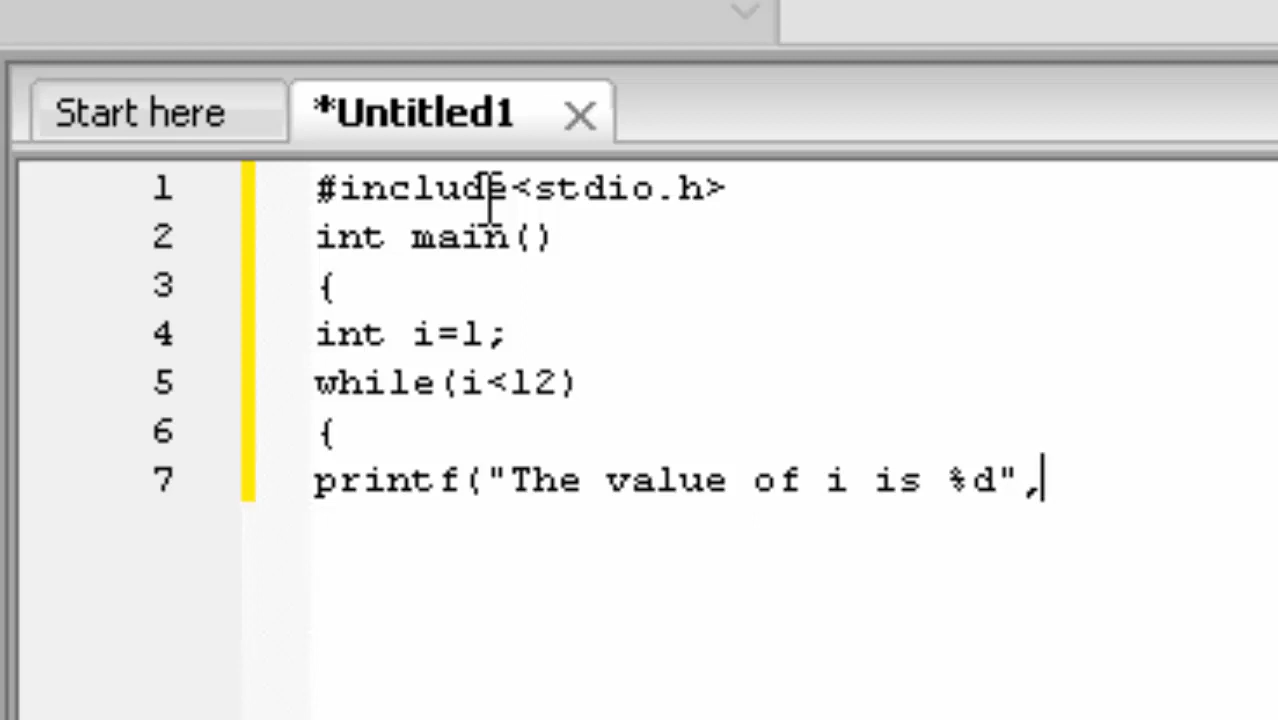 Start here
*Untitled1
1 #include<stdio.h>
2 int main()
3 {
4 int i=1;
5 while(i<12)
6 {
7 printf("The value of i is %d",